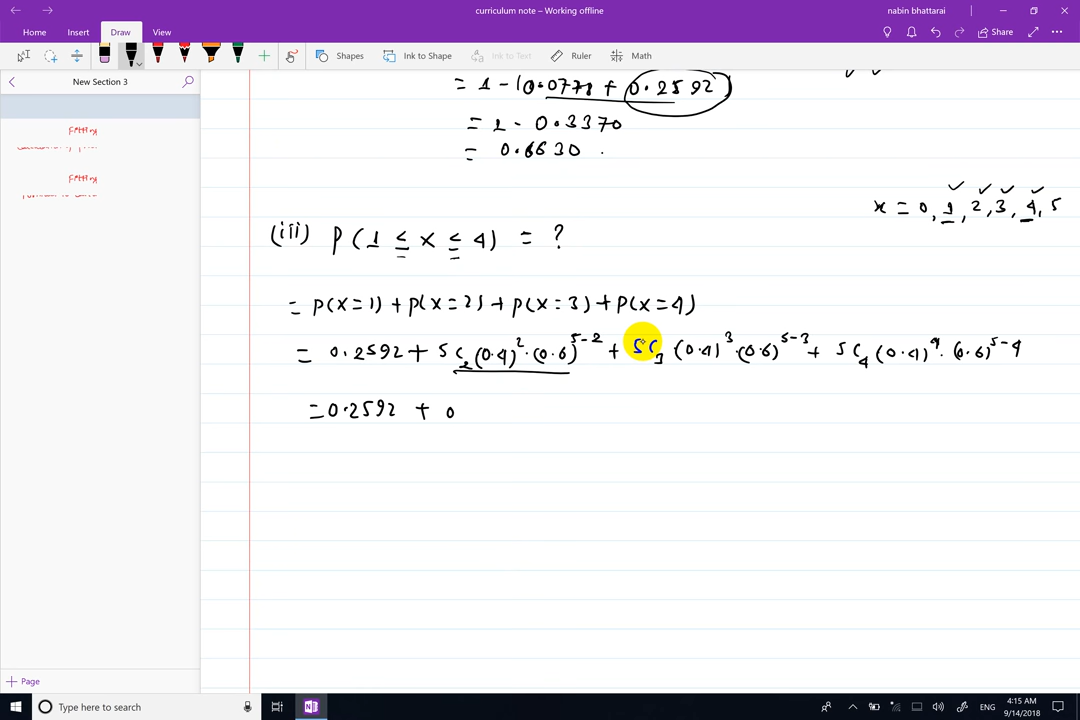 curriculum note – Working offline
nabin bhattarai
Home Insert Draw View
Share
Shapes Ink to Shape Ink to Text Ruler Math
New Section 3
= 1 - (0.0778 + 0.2592)
= 1 - 0.3370
= 0.6630
x = 0, 1, 2, 3, 4, 5
(iii) P(1 ≤ x ≤ 4) = ?
= P(X=1) + P(X=2) + P(X=3) + P(X=4)
= 0.2592 + 5C₂(0.4)²·(0.6)⁵⁻² + 5C₃(0.4)³·(0.6)⁵⁻³ + 5C₄(0.4)⁴·(0.6)⁵⁻⁴
= 0.2592 + 0
+ Page
Type here to search
ENG
4:15 AM
9/14/2018